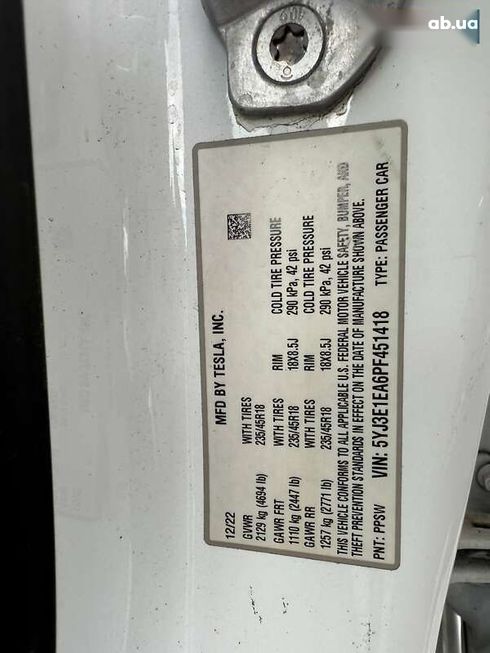 ab.ua
MFD BY TESLA, INC.
12/22
GVWR WITH TIRES RIM COLD TIRE PRESSURE
2129 kg (4694 lb) 235/45R18 18X8.5J 290 kPa, 42 psi
GAWR FRT WITH TIRES RIM COLD TIRE PRESSURE
1110 kg (2447 lb) 235/45R18 18X8.5J 290 kPa, 42 psi
GAWR RR WITH TIRES
1257 kg (2771 lb) 235/45R18
THIS VEHICLE CONFORMS TO ALL APPLICABLE U.S. FEDERAL MOTOR VEHICLE SAFETY, BUMPER, AND
THEFT PREVENTION STANDARDS IN EFFECT ON THE DATE OF MANUFACTURE SHOWN ABOVE.
VIN: 5YJ3E1EA6PF451418
PNT: PPSW TYPE: PASSENGER CAR